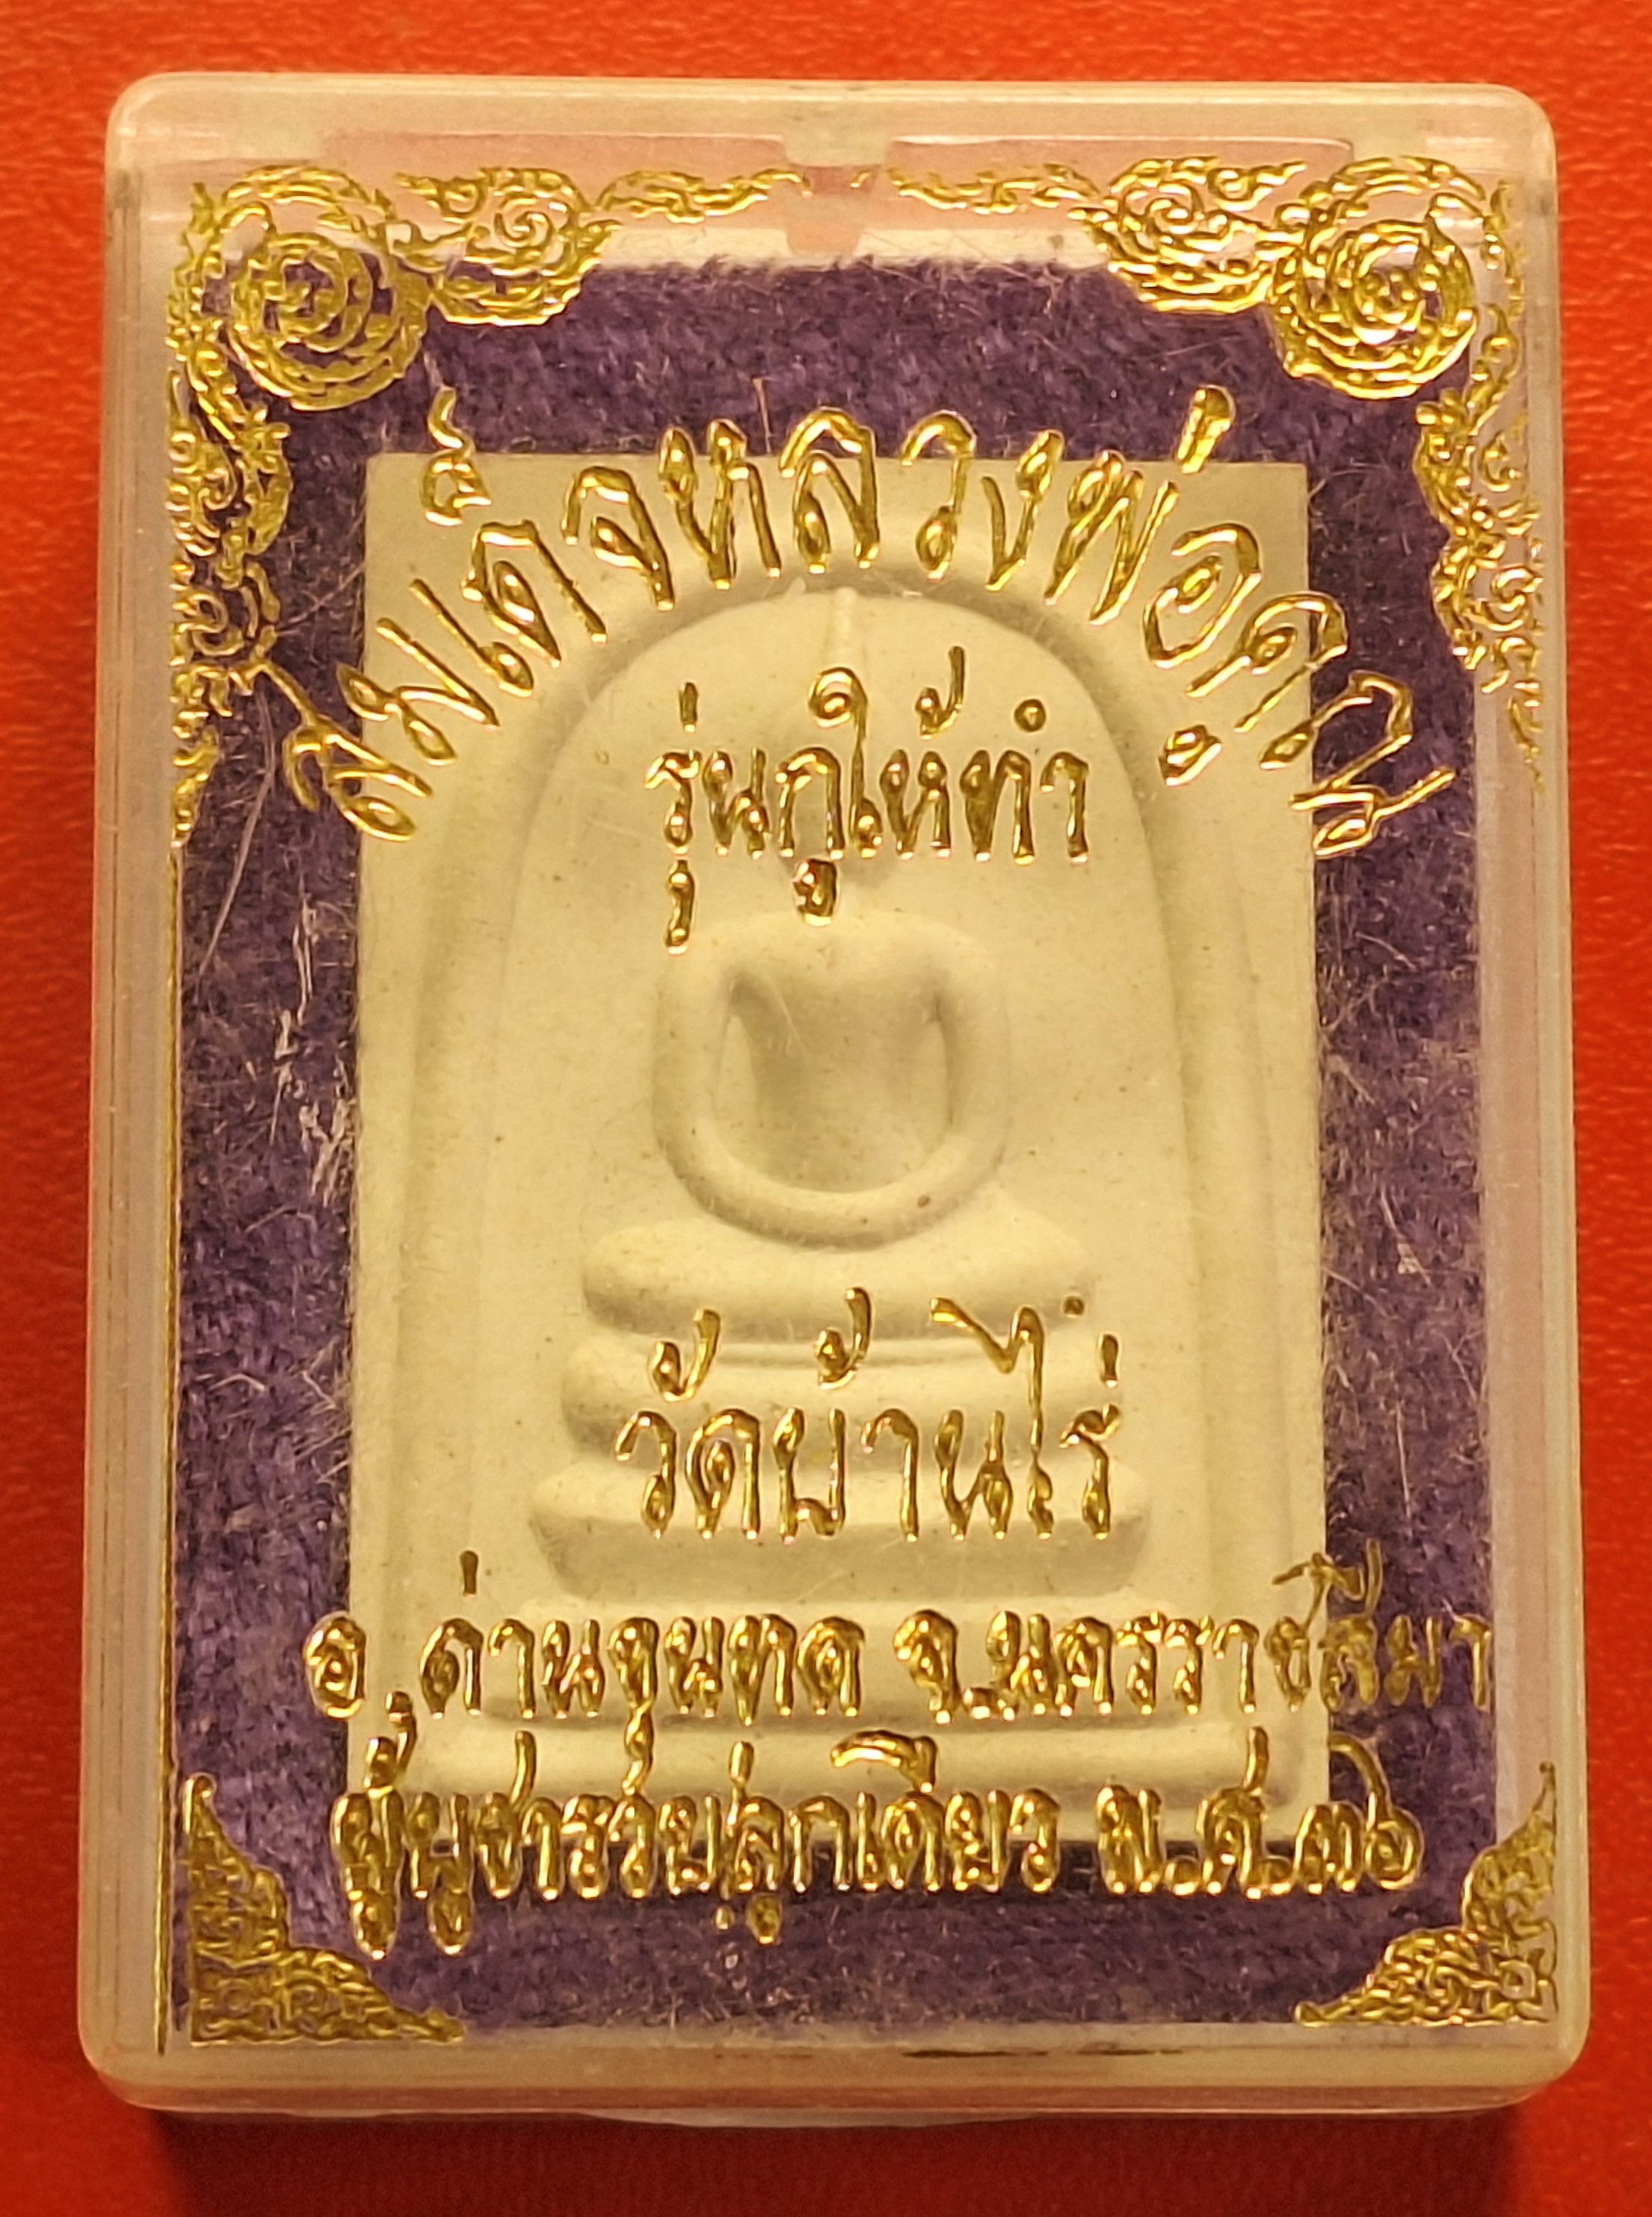 สมเด็จหลวงพ่อคูณ
รุ่นกูให้ทำ
วัดบ้านไร่
อ.ด่านขุนทด จ.นครราชสีมา
ผู้บูชารวยลูกเดียว พ.ศ.๓๖